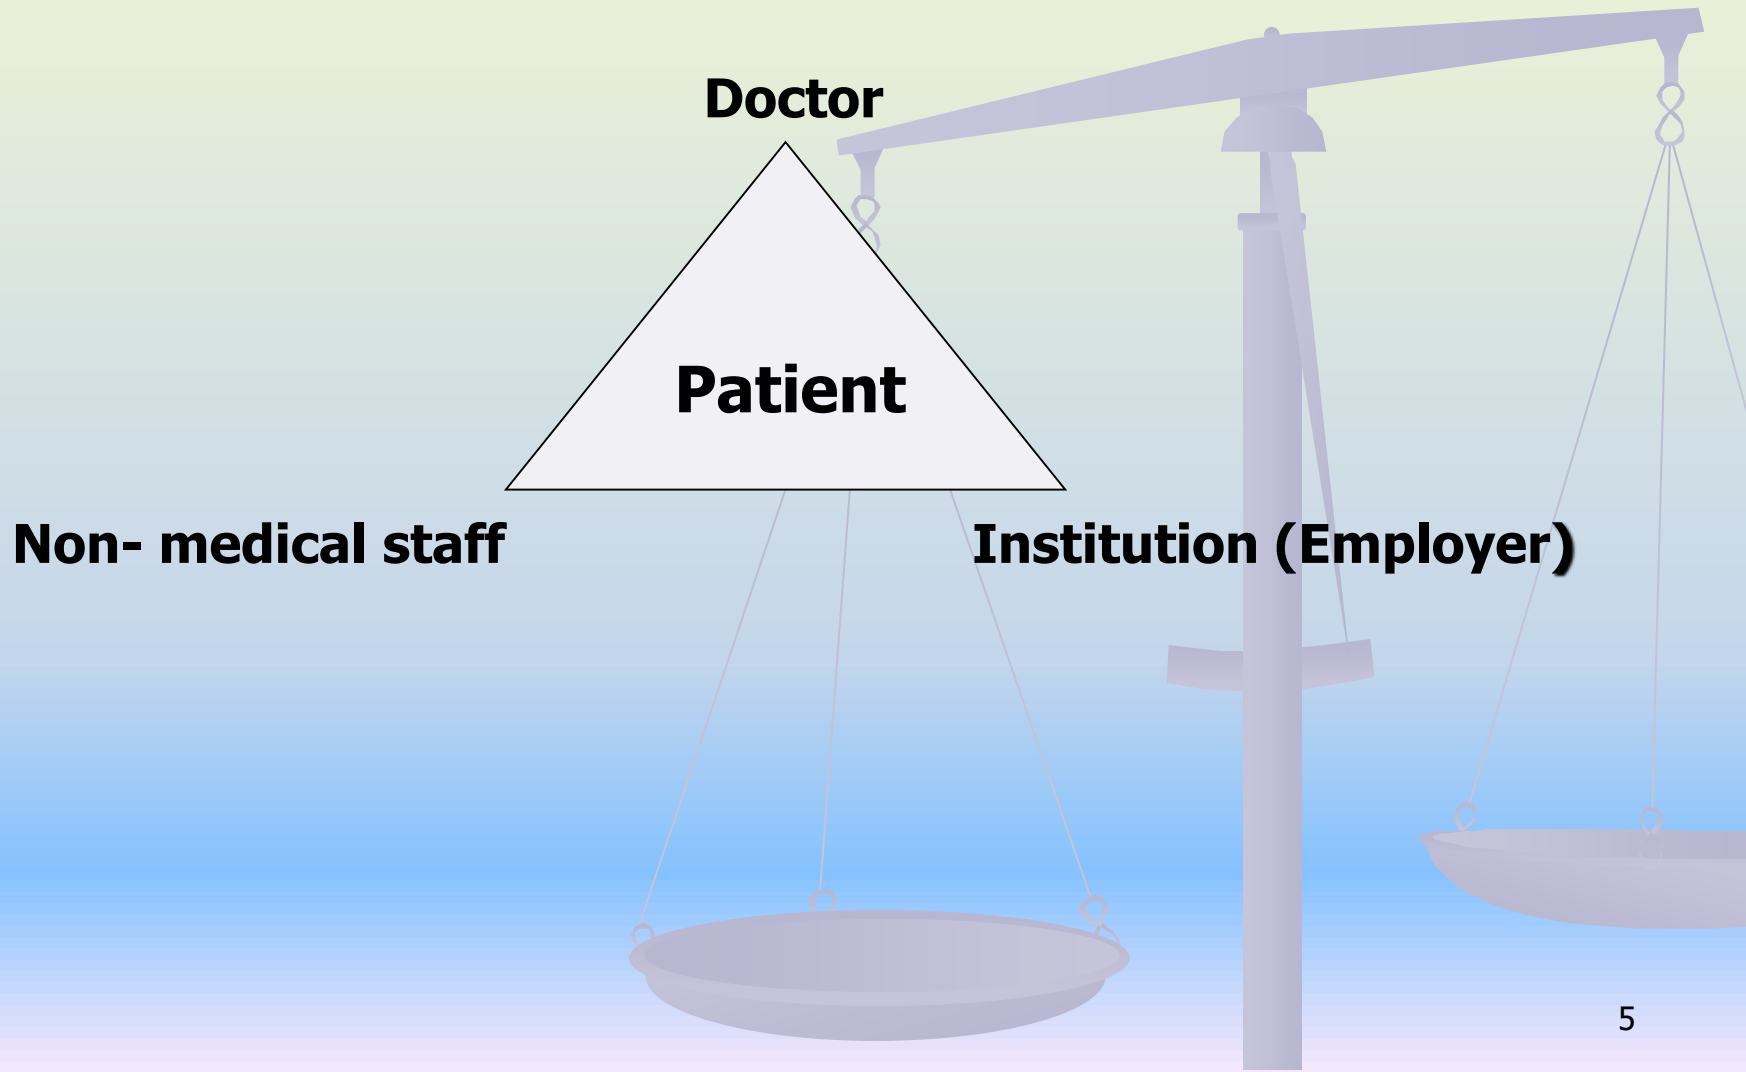 Doctor
Patient
Non- medical staff
Institution (Employer)
5